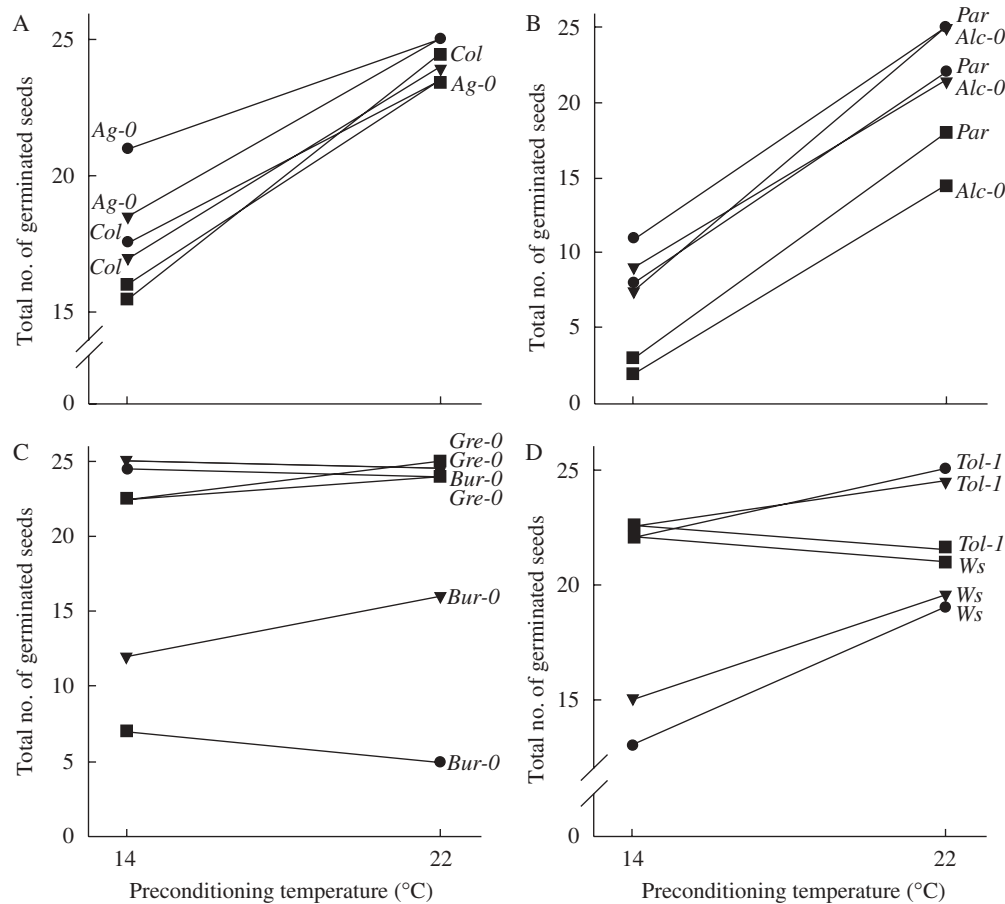 A
Total no. of germinated seeds
25
20
15
0
Ag-0
Ag-0
Col
Col
Col
Ag-0
14
22
B
Total no. of germinated seeds
25
20
15
10
5
0
Par
Alc-0
Par
Alc-0
Par
Alc-0
14
22
C
Total no. of germinated seeds
25
20
15
10
5
0
Gre-0
Gre-0
Bur-0
Gre-0
Bur-0
Bur-0
14
22
Preconditioning temperature (°C)
D
Total no. of germinated seeds
25
20
15
0
Tol-1
Tol-1
Tol-1
Ws
Ws
Ws
14
22
Preconditioning temperature (°C)